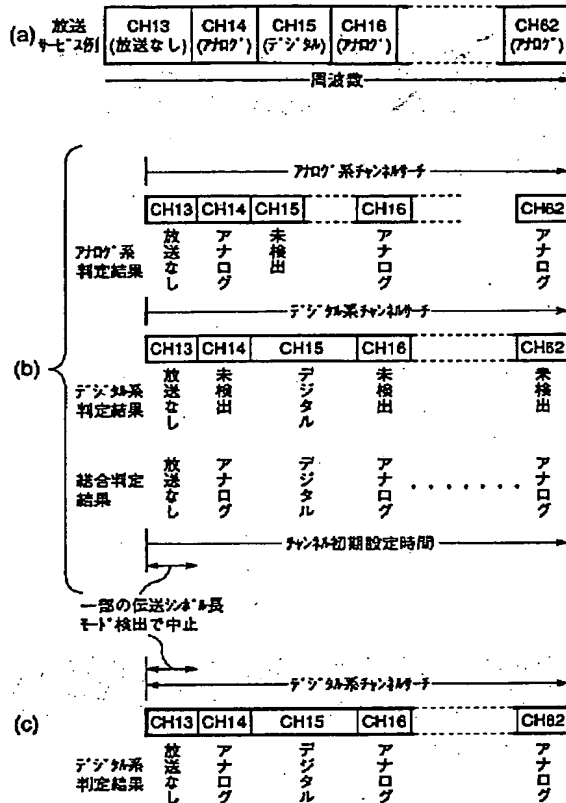 (a) 放送サービス例 CH13 (放送なし) CH14 (アナログ) CH15 (デジタル) CH16 (アナログ) CH62 (アナログ)
周波数
(b)
アナログ系チャンネルサーチ
CH13 CH14 CH15 CH16 CH62
アナログ系判定結果 放送なし アナログ 未検出 アナログ アナログ
デジタル系チャンネルサーチ
CH13 CH14 CH15 CH16 CH62
デジタル系判定結果 放送なし 未検出 デジタル 未検出 未検出
総合判定結果 放送なし アナログ デジタル アナログ ・・・・・・・ アナログ
チャンネル初期設定時間
一部の伝送シンボル長
モード検出で中止
デジタル系チャンネルサーチ
(c) CH13 CH14 CH15 CH16 CH62
デジタル系判定結果 放送なし アナログ デジタル アナログ アナログ